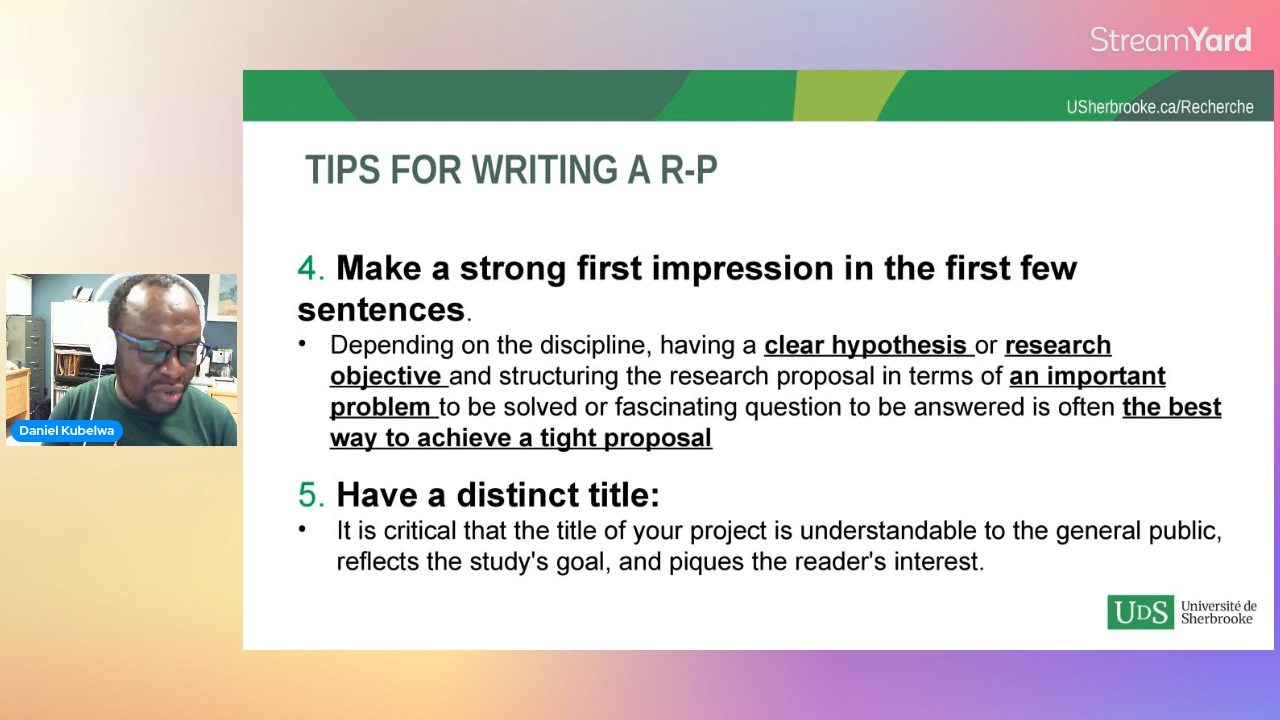 StreamYard
USherbrooke.ca/Recherche
TIPS FOR WRITING A R-P
4. Make a strong first impression in the first few
sentences.
• Depending on the discipline, having a clear hypothesis or research
objective and structuring the research proposal in terms of an important
problem to be solved or fascinating question to be answered is often the best
way to achieve a tight proposal
Daniel Kubelwa
5. Have a distinct title:
• It is critical that the title of your project is understandable to the general public,
reflects the study's goal, and piques the reader's interest.
UDS Université de
Sherbrooke